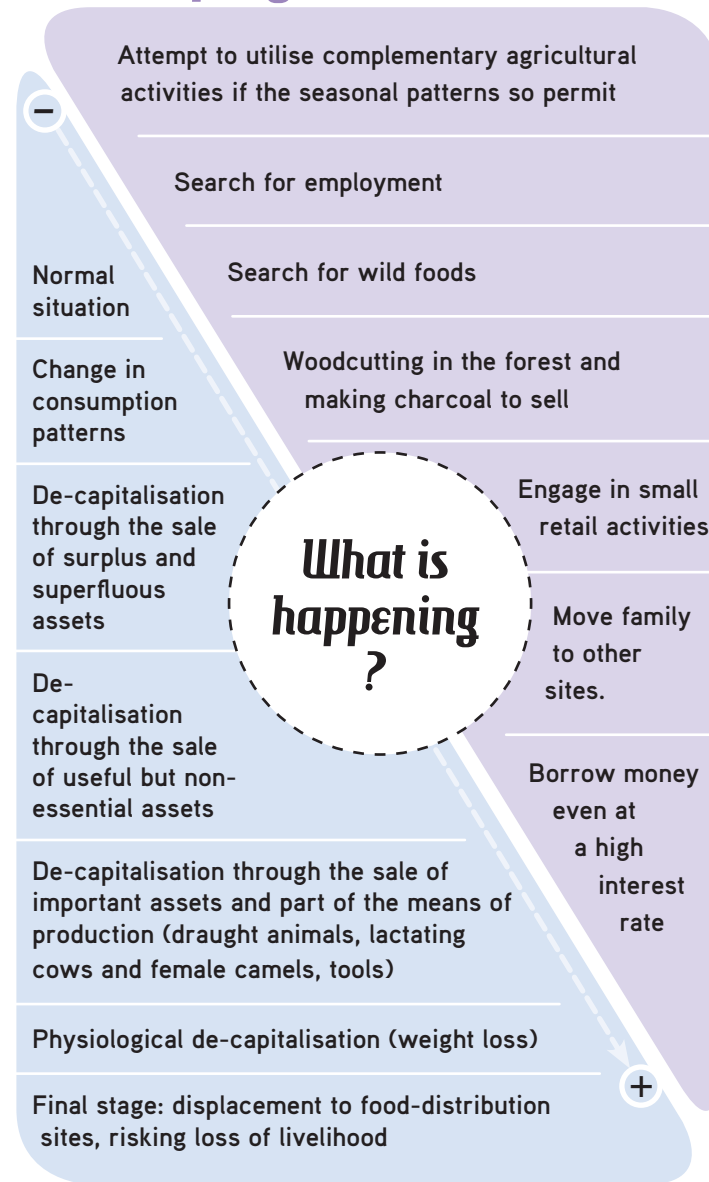 Attempt to utilise complementary agricultural
activities if the seasonal patterns so permit
Search for employment
Search for wild foods
Woodcutting in the forest and
making charcoal to sell
Engage in small
retail activities
Move family
to other
sites.
Borrow money
even at
a high
interest
rate
−
Normal
situation
Change in
consumption
patterns
De-capitalisation
through the sale
of surplus and
superfluous
assets
De-
capitalisation
through the sale
of useful but non-
essential assets
De-capitalisation through the sale of
important assets and part of the means of
production (draught animals, lactating
cows and female camels, tools)
Physiological de-capitalisation (weight loss)
Final stage: displacement to food-distribution
sites, risking loss of livelihood
+
What is
happening
?